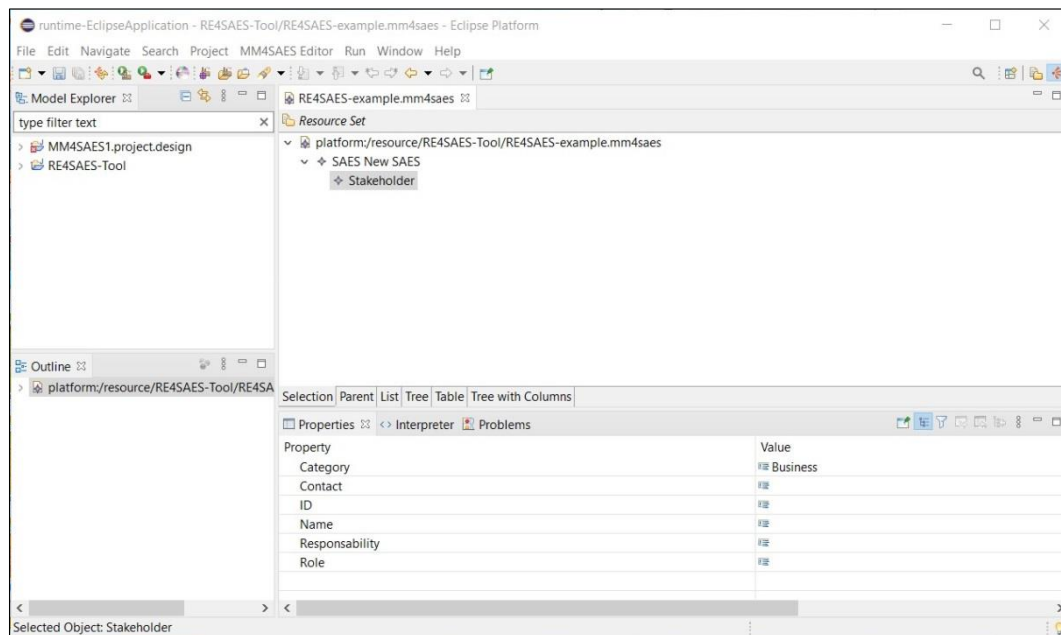 runtime-EclipseApplication - RE4SAES-Tool/RE4SAES-example.mm4saes - Eclipse Platform
File Edit Navigate Search Project MM4SAES Editor Run Window Help
Model Explorer
type filter text
MM4SAES1.project.design
RE4SAES-Tool
RE4SAES-example.mm4saes
Resource Set
platform:/resource/RE4SAES-Tool/RE4SAES-example.mm4saes
SAES New SAES
Stakeholder
Outline
platform:/resource/RE4SAES-Tool/RE4SA
Selection Parent List Tree Table Tree with Columns
Properties Interpreter Problems
Property Value
Category Business
Contact
ID
Name
Responsability
Role
Selected Object: Stakeholder